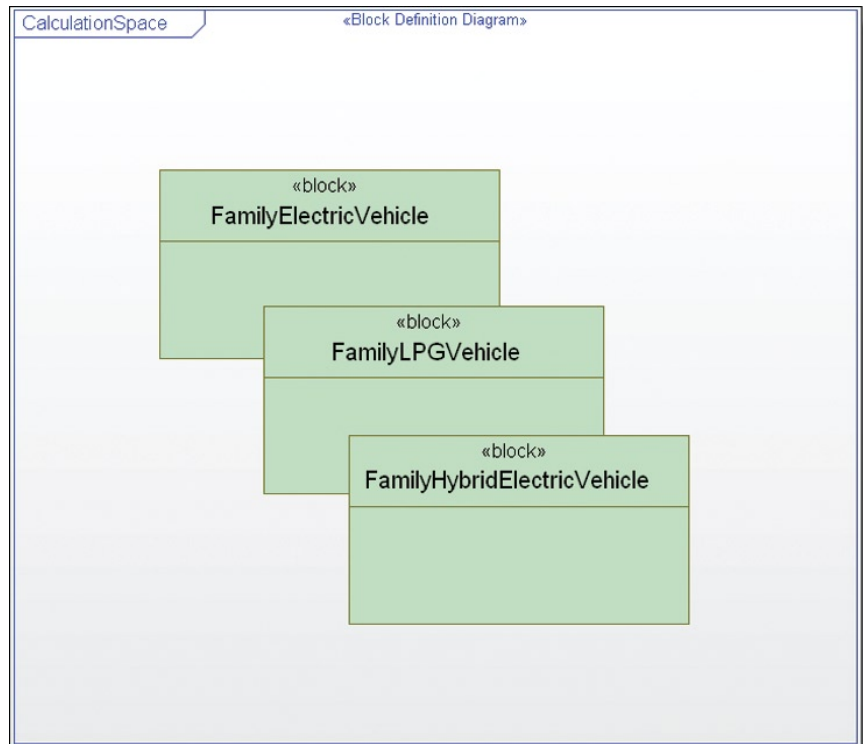 CalculationSpace
«Block Definition Diagram»
«block»
FamilyElectricVehicle
«block»
FamilyLPGVehicle
«block»
FamilyHybridElectricVehicle